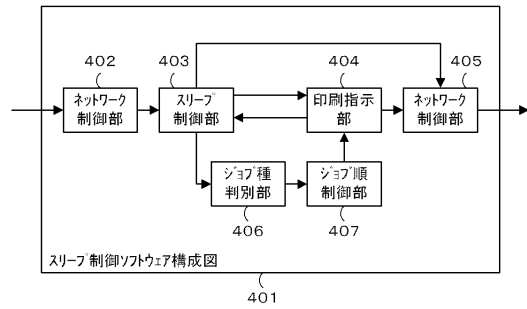 402
403
404
405
ネットワーク
制御部
スリープ
制御部
印刷指示
部
ネットワーク
制御部
ジョブ種
判別部
ジョブ順
制御部
406
407
スリープ制御ソフトウェア構成図
401